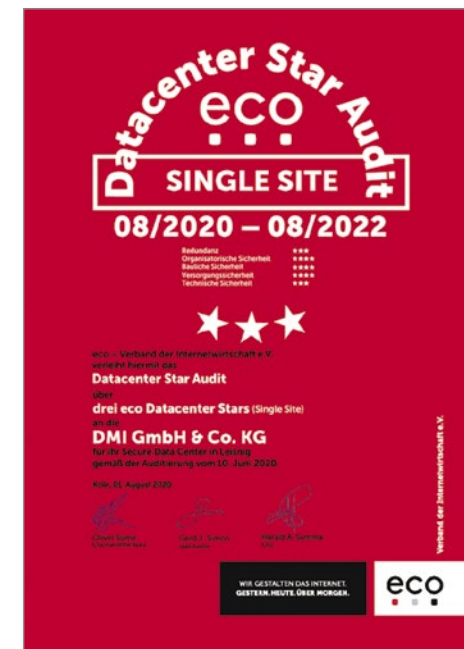 Datacenter Star Audit
eco
SINGLE SITE
08/2020 – 08/2022
Redundanz ★★★
Organisatorische Sicherheit ★★★★
Bauliche Sicherheit ★★★★
Versorgungssicherheit ★★★★
Technische Sicherheit ★★★
★★★
eco – Verband der Internetwirtschaft e.V.
verleiht hiermit das
Datacenter Star Audit
über
drei eco Datacenter Stars (Single Site)
an die
DMI GmbH & Co. KG
für ihr Secure Data Center in Leisnig
gemäß der Auditierung vom 10. Juni 2020.
Köln, 31. August 2020
Verband der Internetwirtschaft e.V.
WIR GESTALTEN DAS INTERNET.
GESTERN. HEUTE. ÜBER MORGEN.
eco